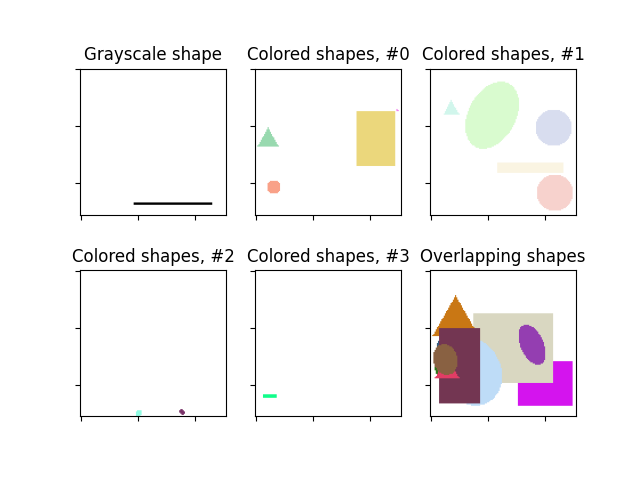 Grayscale shape
Colored shapes, #0
Colored shapes, #1
Colored shapes, #2
Colored shapes, #3
Overlapping shapes